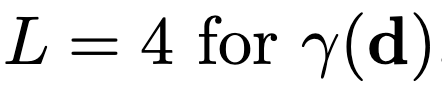 L = 4 for γ(d).